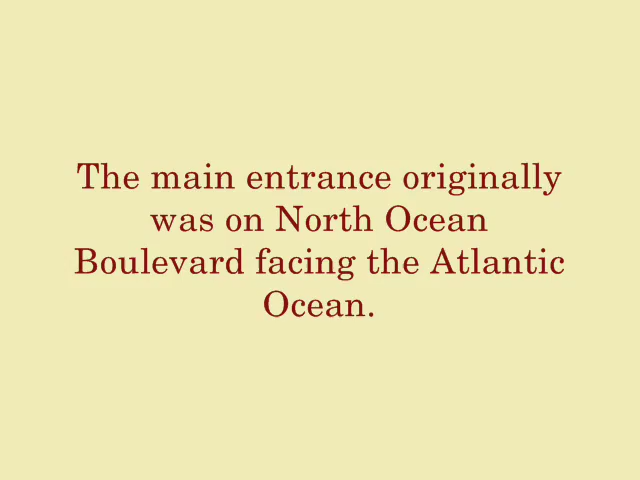 The main entrance originally
was on North Ocean
Boulevard facing the Atlantic
Ocean.